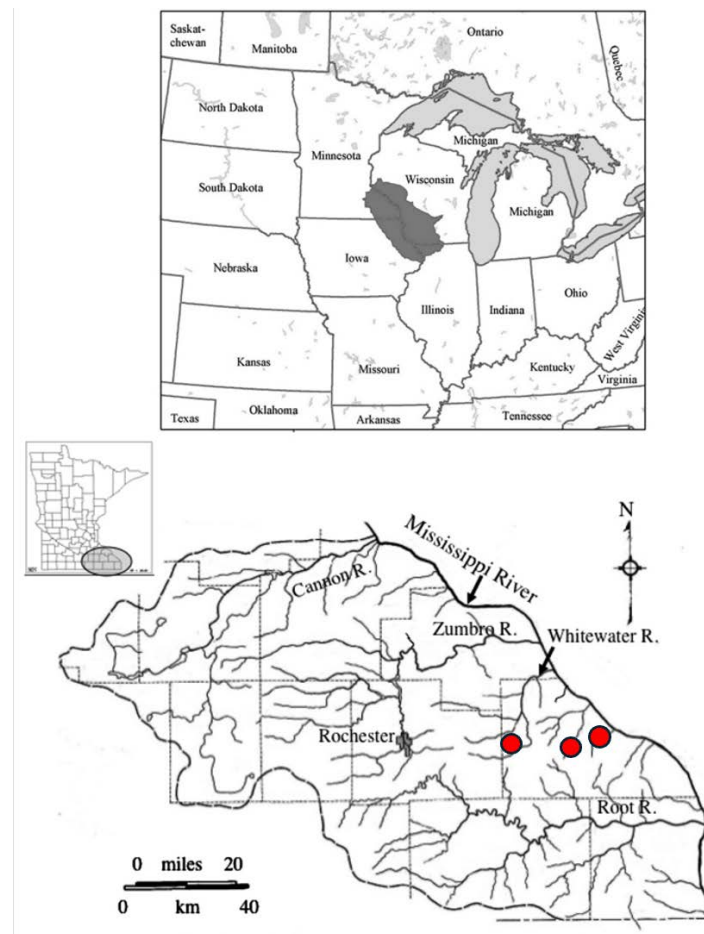 Saskat-
chewan
Manitoba
Ontario
Quebec
North Dakota
Minnesota
Michigan
Wisconsin
South Dakota
Michigan
Nebraska
Iowa
Illinois
Indiana
Ohio
West Virginia
Kansas
Missouri
Kentucky
Virginia
Texas
Oklahoma
Arkansas
Tennessee
N
Mississippi River
Cannon R.
Zumbro R.
Whitewater R.
Rochester
Root R.
0 miles 20
0 km 40